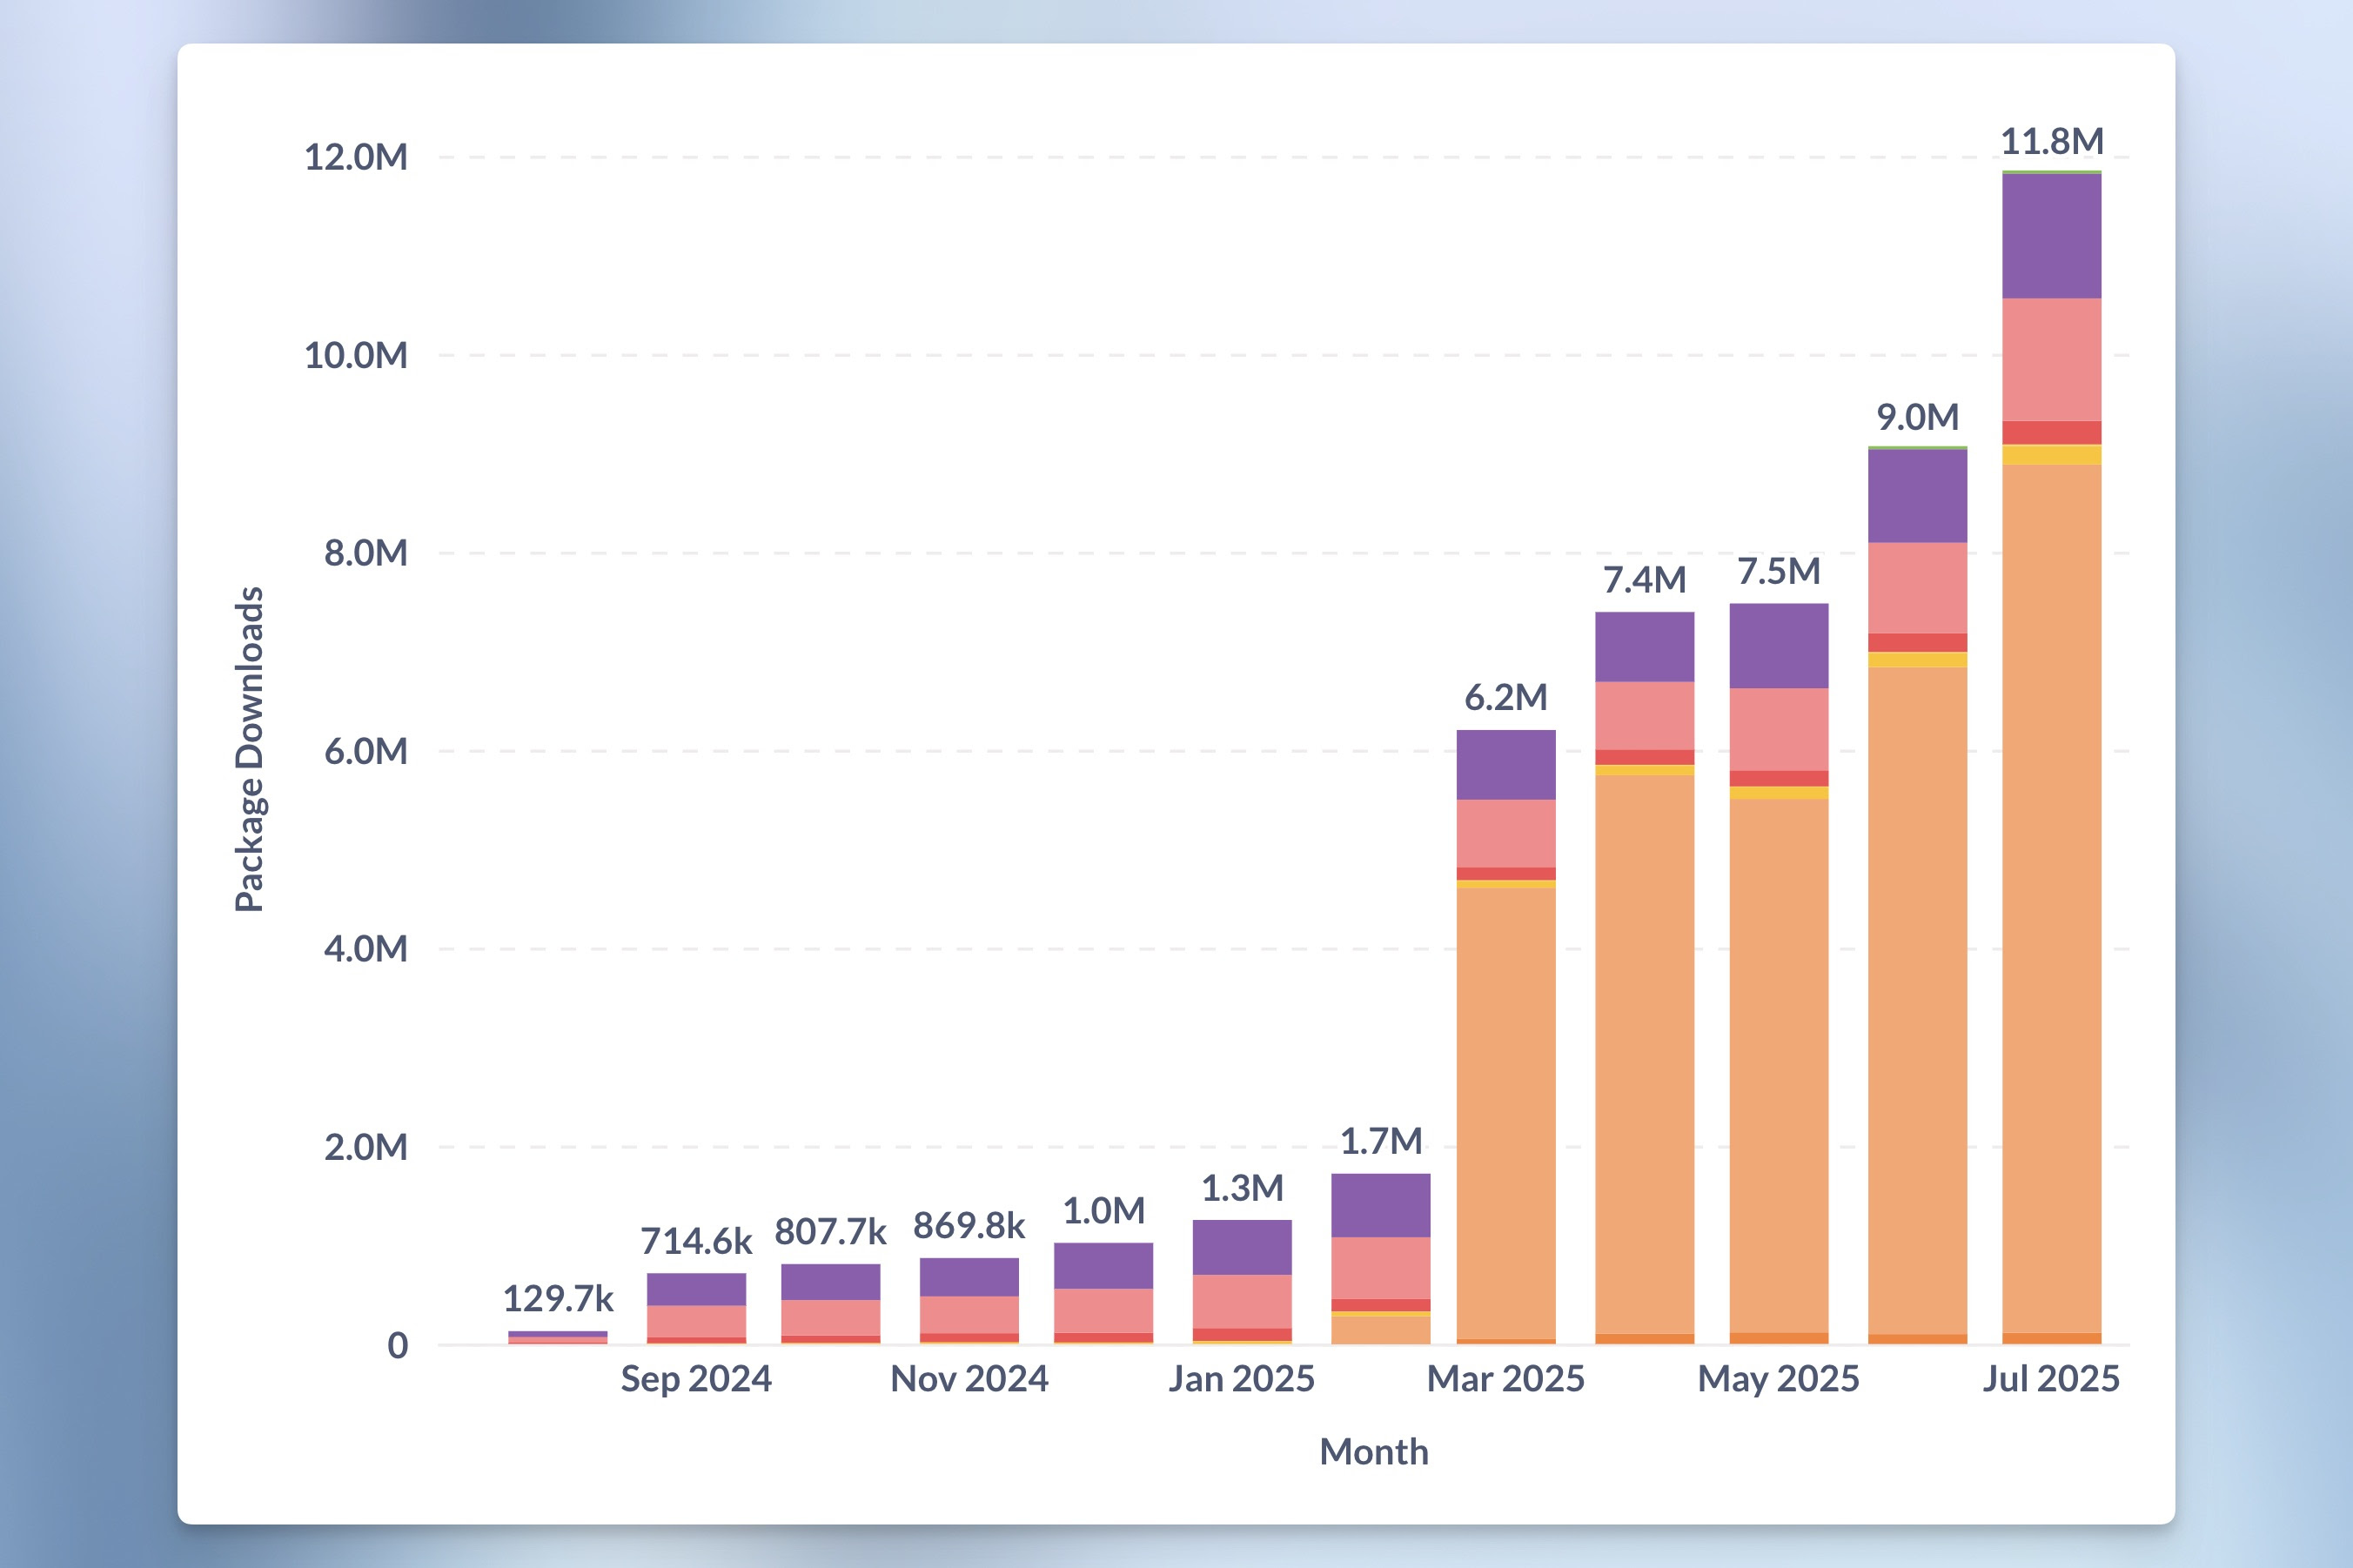 12.0M
10.0M
8.0M
6.0M
4.0M
2.0M
0
Package Downloads
129.7k
714.6k
807.7k
869.8k
1.0M
1.3M
1.7M
6.2M
7.4M
7.5M
9.0M
11.8M
Sep 2024
Nov 2024
Jan 2025
Mar 2025
May 2025
Jul 2025
Month